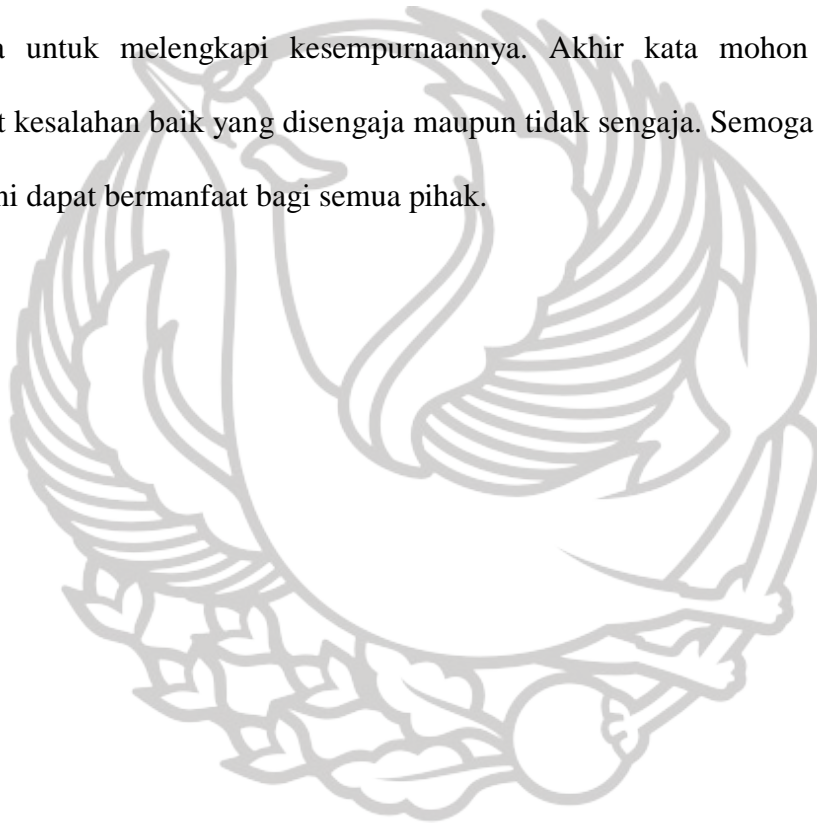 untuk melengkapi kesempurnaannya. Akhir kata mohon
kesalahan baik yang disengaja maupun tidak sengaja. Semoga
dapat bermanfaat bagi semua pihak.